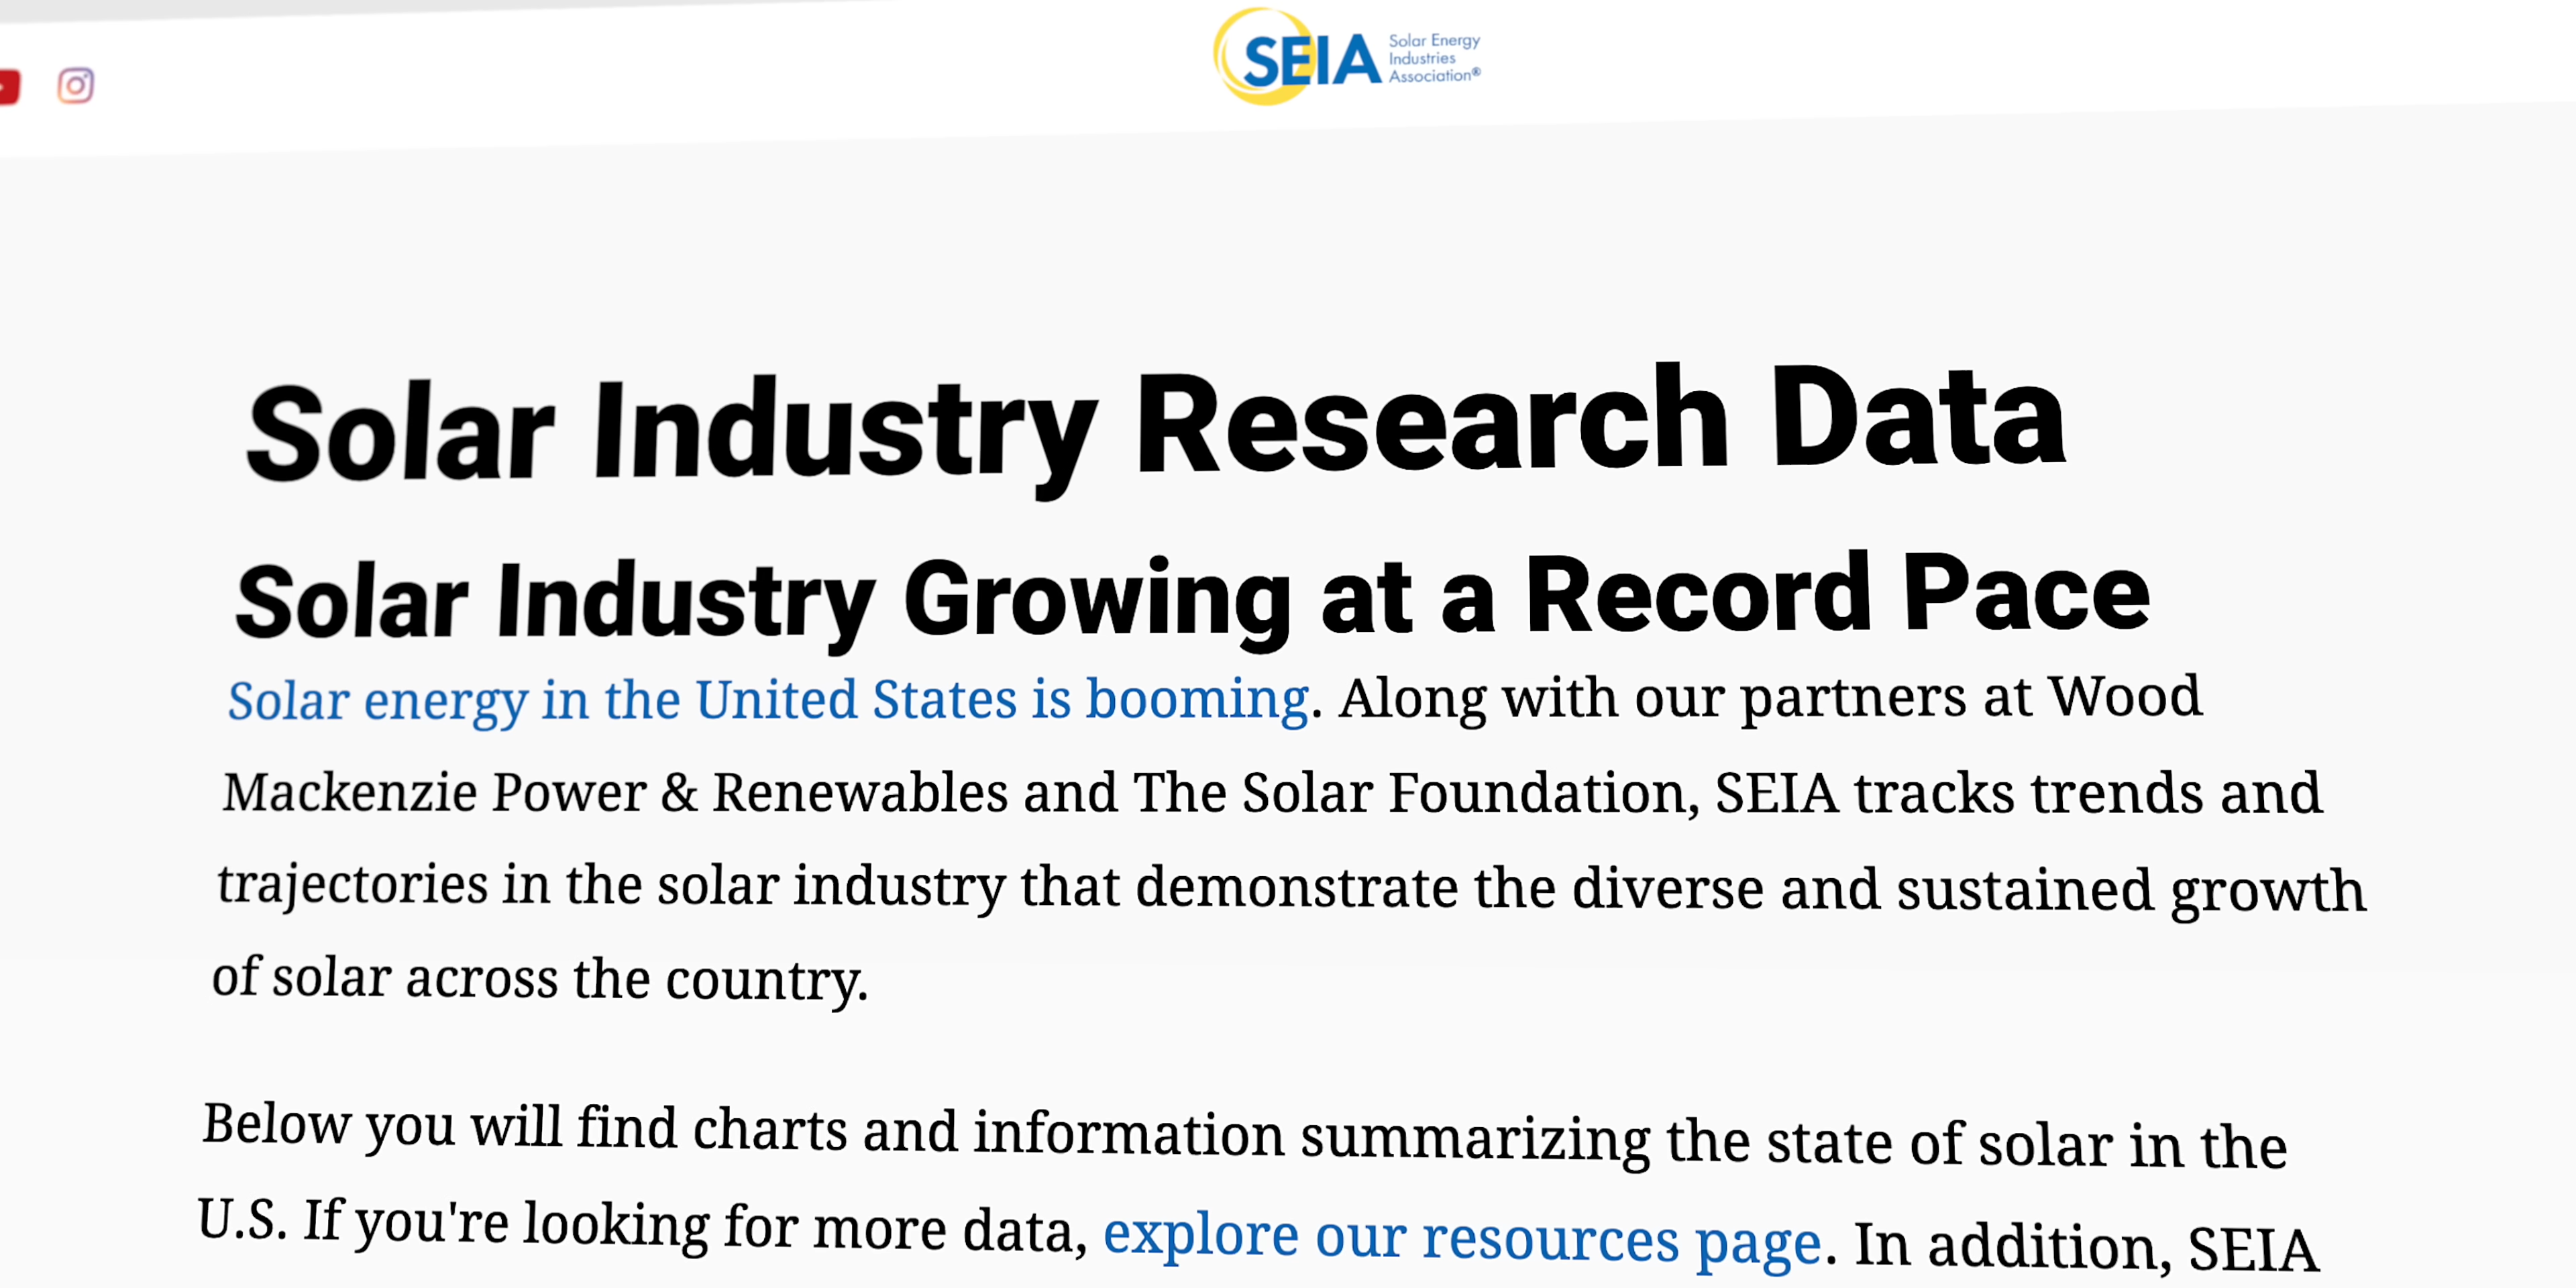 SEIA Solar Energy
Industries
Association®
Solar Industry Research Data
Solar Industry Growing at a Record Pace
Solar energy in the United States is booming. Along with our partners at Wood
Mackenzie Power & Renewables and The Solar Foundation, SEIA tracks trends and
trajectories in the solar industry that demonstrate the diverse and sustained growth
of solar across the country.
Below you will find charts and information summarizing the state of solar in the
U.S. If you're looking for more data, explore our resources page. In addition, SEIA